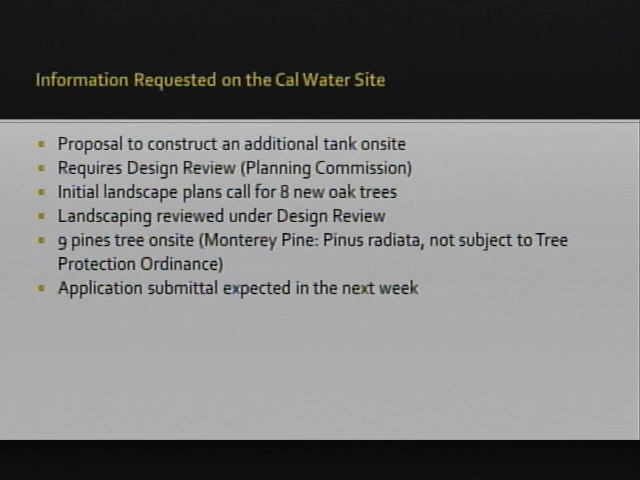 Information Requested on the Cal Water Site
Proposal to construct an additional tank onsite
Requires Design Review (Planning Commission)
Initial landscape plans call for 8 new oak trees
Landscaping reviewed under Design Review
9 pines tree onsite (Monterey Pine: Pinus radiata, not subject to Tree
Protection Ordinance)
Application submittal expected in the next week